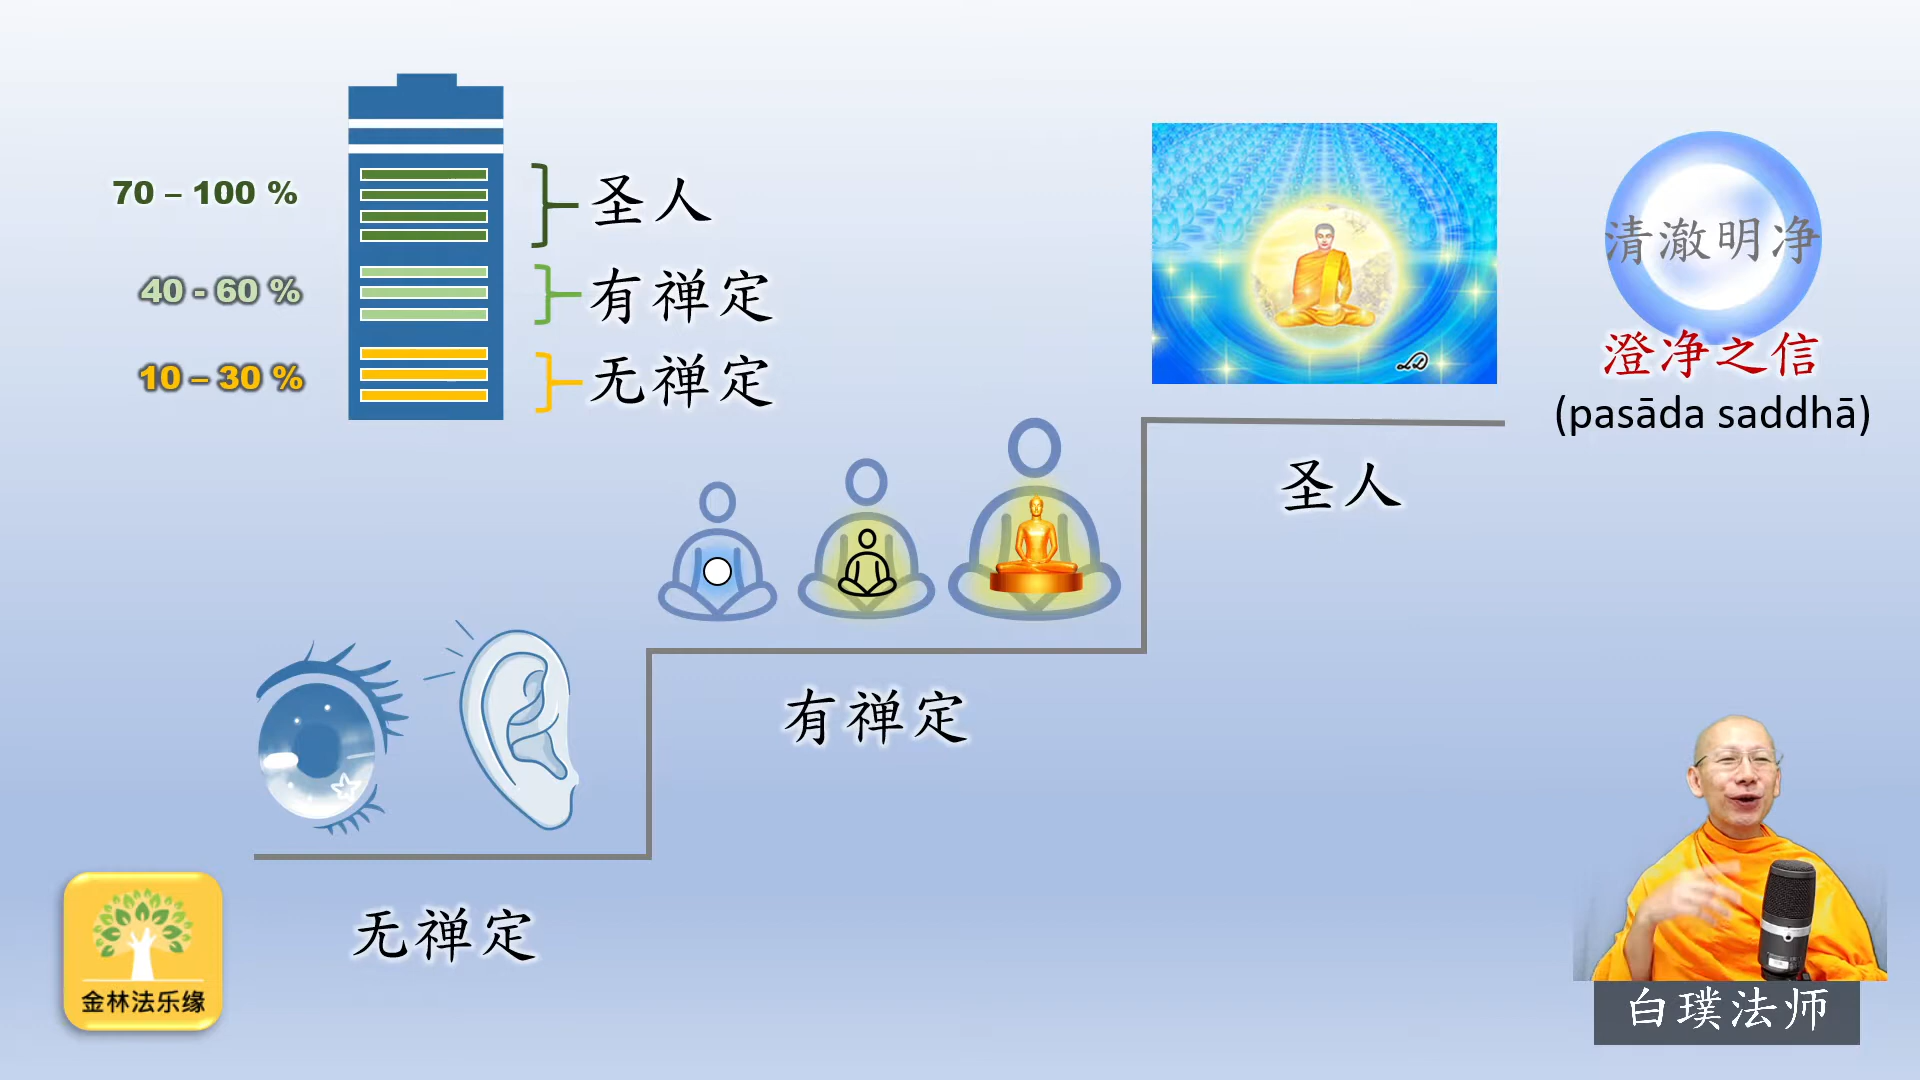 70 – 100 %
圣人
40 - 60 %
有禅定
10 – 30 %
无禅定
清澈明净
澄净之信
(pasāda saddhā)
圣人
有禅定
无禅定
金林法乐缘
白璞法师